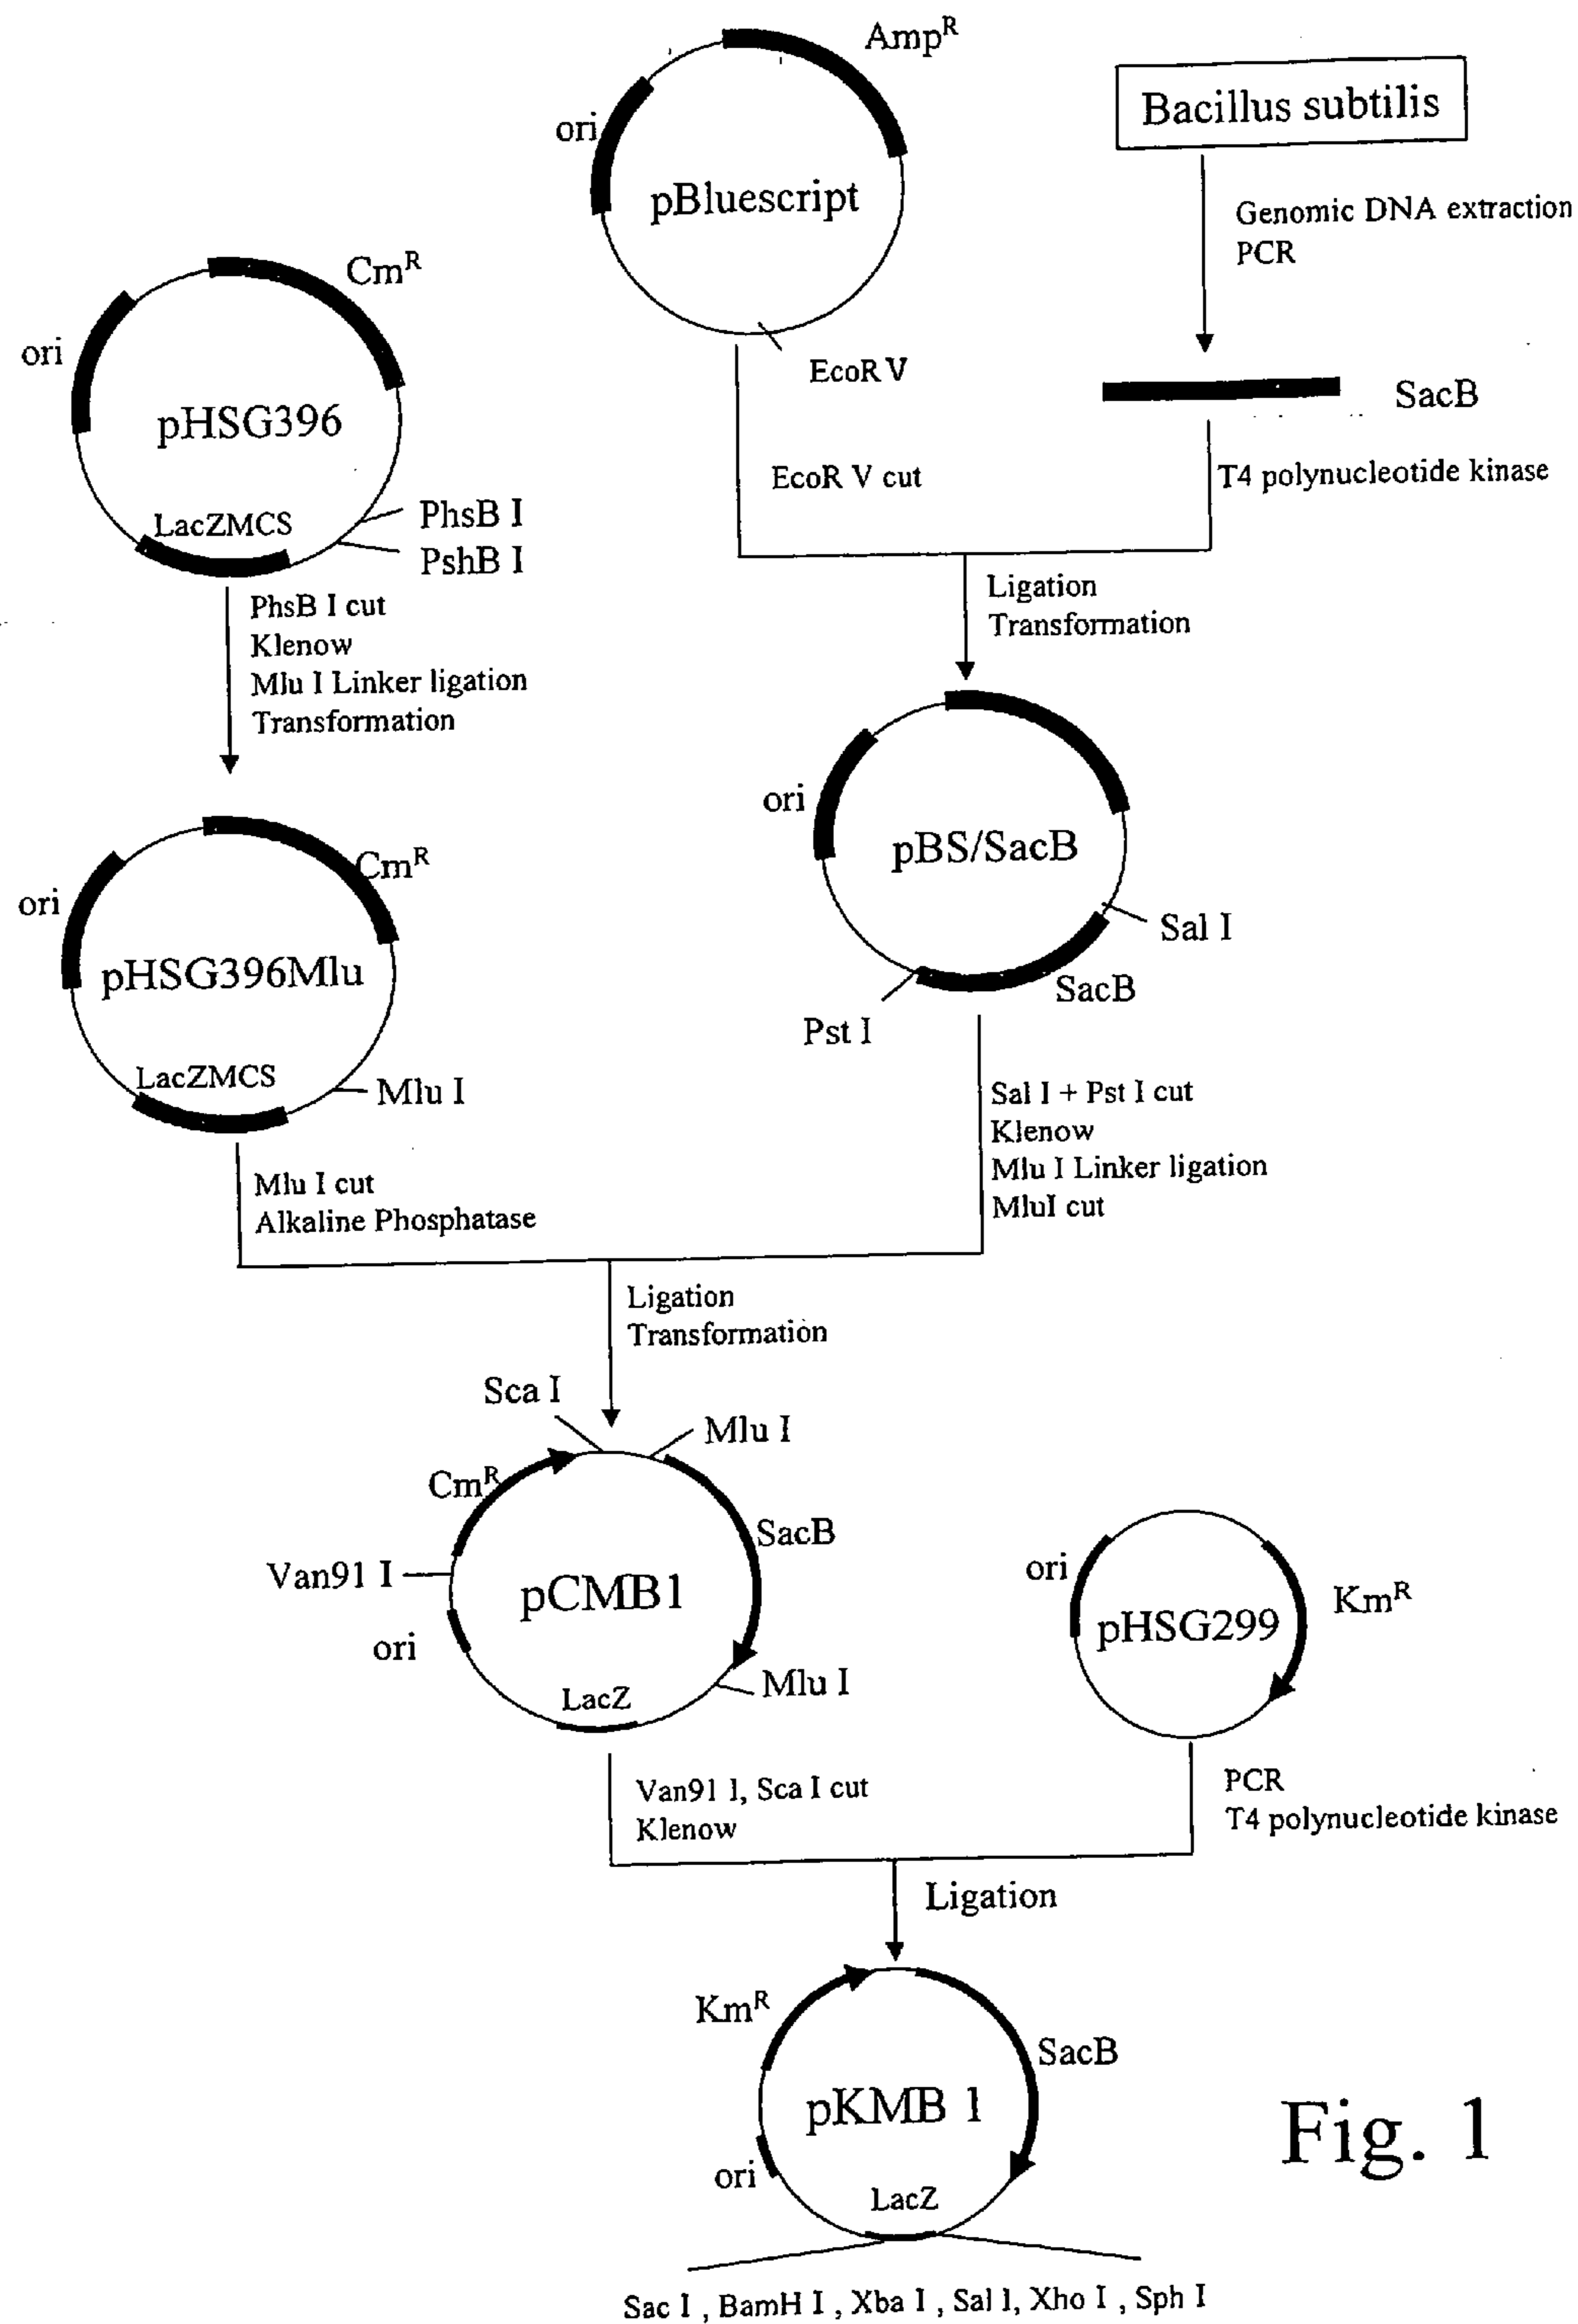 Amp^R
ori
pBluescript
EcoR V
Bacillus subtilis
Genomic DNA extraction
PCR
SacB
EcoR V cut
T4 polynucleotide kinase
Ligation
Transformation
Cm^R
ori
pHSG396
LacZMCS
PhsB I
PshB I
PhsB I cut
Klenow
Mlu I Linker ligation
Transformation
ori
pBS/SacB
Sal I
SacB
Pst I
Cm^R
ori
pHSG396Mlu
LacZMCS
Mlu I
Mlu I cut
Alkaline Phosphatase
Sal I + Pst I cut
Klenow
Mlu I Linker ligation
MluI cut
Ligation
Transformation
Sca I
Mlu I
Cm^R
SacB
Van91 I
pCMB1
ori
LacZ
Mlu I
ori
Km^R
pHSG299
Van91 I, Sca I cut
Klenow
PCR
T4 polynucleotide kinase
Ligation
Km^R
SacB
pKMB 1
ori
LacZ
Sac I , BamH I , Xba I , Sal I, Xho I , Sph I
Fig. 1